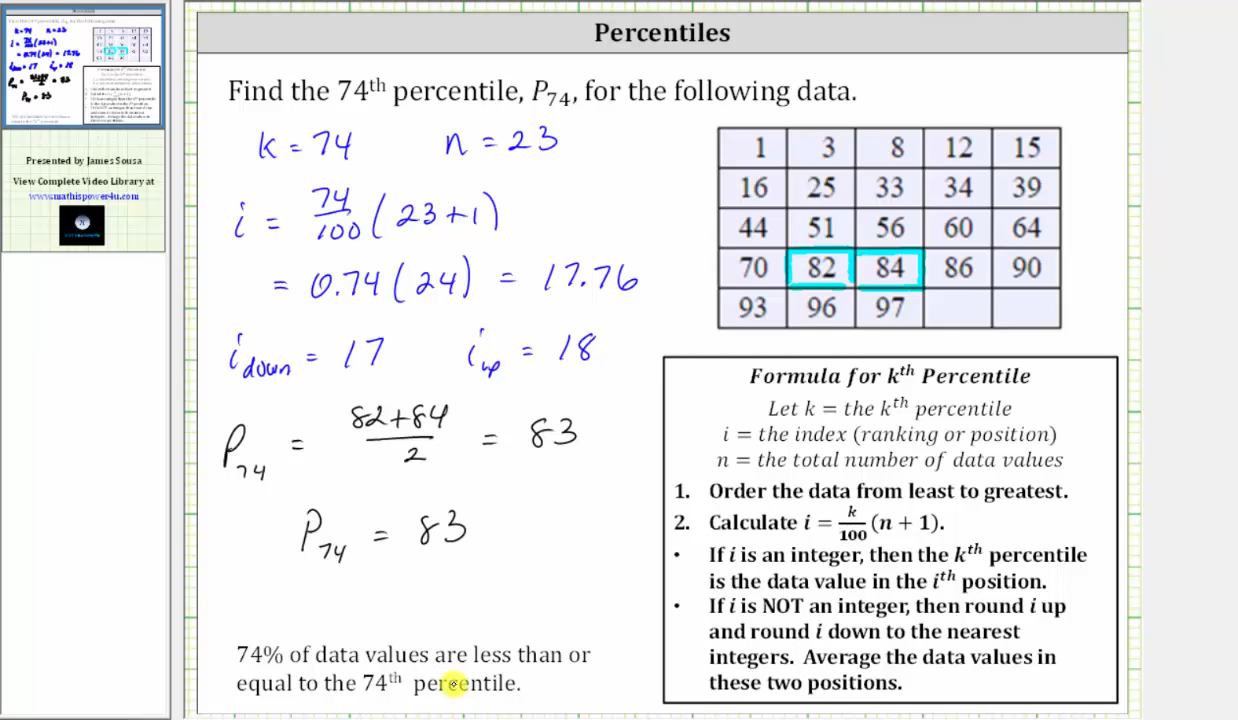 Percentiles
Find the 74th percentile, P₇₄, for the following data.
k = 74 n = 23
i = 74/100 (23+1)
= 0.74 (24) = 17.76
i down = 17 i up = 18
P₇₄ = 82+84/2 = 83
P₇₄ = 83
74% of data values are less than or
equal to the 74th percentile.
1 3 8 12 15
16 25 33 34 39
44 51 56 60 64
70 82 84 86 90
93 96 97
Formula for kth Percentile
Let k = the kth percentile
i = the index (ranking or position)
n = the total number of data values
1. Order the data from least to greatest.
2. Calculate i = k/100 (n + 1).
• If i is an integer, then the kth percentile
is the data value in the ith position.
• If i is NOT an integer, then round i up
and round i down to the nearest
integers. Average the data values in
these two positions.
Presented by James Sousa
View Complete Video Library at
www.mathispower4u.com